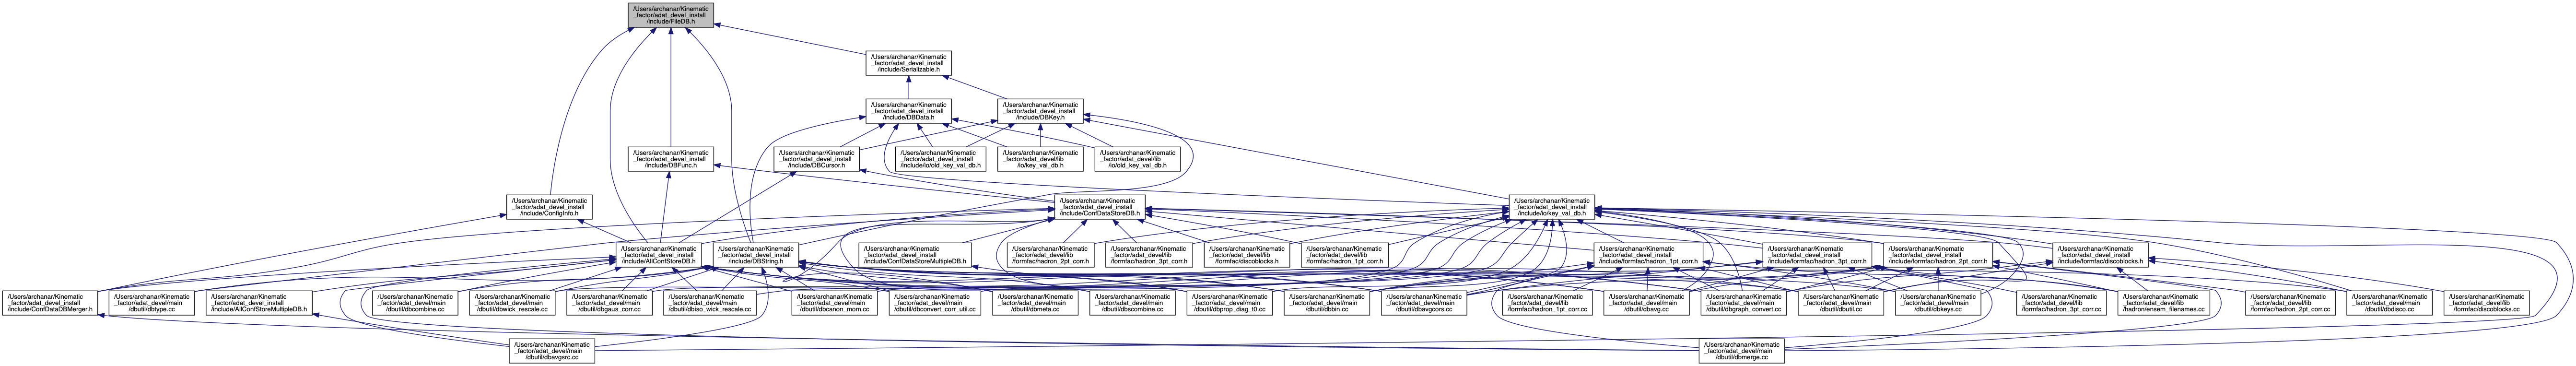 /Users/archanar/Kinematic
_factor/adat_devel_install
/include/FileDB.h
/Users/archanar/Kinematic
_factor/adat_devel_install
/include/Serializable.h
/Users/archanar/Kinematic
_factor/adat_devel_install
/include/DBData.h
/Users/archanar/Kinematic
_factor/adat_devel_install
/include/DBKey.h
/Users/archanar/Kinematic
_factor/adat_devel_install
/include/DBFunc.h
/Users/archanar/Kinematic
_factor/adat_devel_install
/include/DBCursor.h
/Users/archanar/Kinematic
_factor/adat_devel_install
/include/io/old_key_val_db.h
/Users/archanar/Kinematic
_factor/adat_devel/lib
/io/key_val_db.h
/Users/archanar/Kinematic
_factor/adat_devel/lib
/io/old_key_val_db.h
/Users/archanar/Kinematic
_factor/adat_devel_install
/include/ConfigInfo.h
/Users/archanar/Kinematic
_factor/adat_devel_install
/include/ConfDataStoreDB.h
/Users/archanar/Kinematic
_factor/adat_devel_install
/include/io/key_val_db.h
/Users/archanar/Kinematic
_factor/adat_devel_install
/include/AllConfStoreDB.h
/Users/archanar/Kinematic
_factor/adat_devel_install
/include/DBString.h
/Users/archanar/Kinematic
_factor/adat_devel_install
/include/ConfDataStoreMultipleDB.h
/Users/archanar/Kinematic
_factor/adat_devel/lib
/formfac/hadron_2pt_corr.h
/Users/archanar/Kinematic
_factor/adat_devel/lib
/formfac/hadron_3pt_corr.h
/Users/archanar/Kinematic
_factor/adat_devel/lib
/formfac/discoblocks.h
/Users/archanar/Kinematic
_factor/adat_devel/lib
/formfac/hadron_1pt_corr.h
/Users/archanar/Kinematic
_factor/adat_devel_install
/include/formfac/hadron_1pt_corr.h
/Users/archanar/Kinematic
_factor/adat_devel_install
/include/formfac/hadron_3pt_corr.h
/Users/archanar/Kinematic
_factor/adat_devel_install
/include/formfac/hadron_2pt_corr.h
/Users/archanar/Kinematic
_factor/adat_devel_install
/include/formfac/discoblocks.h
/Users/archanar/Kinematic
_factor/adat_devel_install
/include/ConfDataDBMerger.h
/Users/archanar/Kinematic
_factor/adat_devel/main
/dbutil/dbtype.cc
/Users/archanar/Kinematic
_factor/adat_devel_install
/include/AllConfStoreMultipleDB.h
/Users/archanar/Kinematic
_factor/adat_devel/main
/dbutil/dbcombine.cc
/Users/archanar/Kinematic
_factor/adat_devel/main
/dbutil/dbwick_rescale.cc
/Users/archanar/Kinematic
_factor/adat_devel/main
/dbutil/dbgaus_corr.cc
/Users/archanar/Kinematic
_factor/adat_devel/main
/dbutil/dbiso_wick_rescale.cc
/Users/archanar/Kinematic
_factor/adat_devel/main
/dbutil/dbcanon_mom.cc
/Users/archanar/Kinematic
_factor/adat_devel/main
/dbutil/dbconvert_corr_util.cc
/Users/archanar/Kinematic
_factor/adat_devel/main
/dbutil/dbmeta.cc
/Users/archanar/Kinematic
_factor/adat_devel/main
/dbutil/dbscombine.cc
/Users/archanar/Kinematic
_factor/adat_devel/main
/dbutil/dbprop_diag_t0.cc
/Users/archanar/Kinematic
_factor/adat_devel/main
/dbutil/dbbin.cc
/Users/archanar/Kinematic
_factor/adat_devel/main
/dbutil/dbavgcors.cc
/Users/archanar/Kinematic
_factor/adat_devel/lib
/formfac/hadron_1pt_corr.cc
/Users/archanar/Kinematic
_factor/adat_devel/main
/dbutil/dbavg.cc
/Users/archanar/Kinematic
_factor/adat_devel/main
/dbutil/dbgraph_convert.cc
/Users/archanar/Kinematic
_factor/adat_devel/main
/dbutil/dbutil.cc
/Users/archanar/Kinematic
_factor/adat_devel/main
/dbutil/dbkeys.cc
/Users/archanar/Kinematic
_factor/adat_devel/lib
/formfac/hadron_3pt_corr.cc
/Users/archanar/Kinematic
_factor/adat_devel/lib
/hadron/ensem_filenames.cc
/Users/archanar/Kinematic
_factor/adat_devel/lib
/formfac/hadron_2pt_corr.cc
/Users/archanar/Kinematic
_factor/adat_devel/main
/dbutil/dbdisco.cc
/Users/archanar/Kinematic
_factor/adat_devel/lib
/formfac/discoblocks.cc
/Users/archanar/Kinematic
_factor/adat_devel/main
/dbutil/dbavgsrc.cc
/Users/archanar/Kinematic
_factor/adat_devel/main
/dbutil/dbmerge.cc